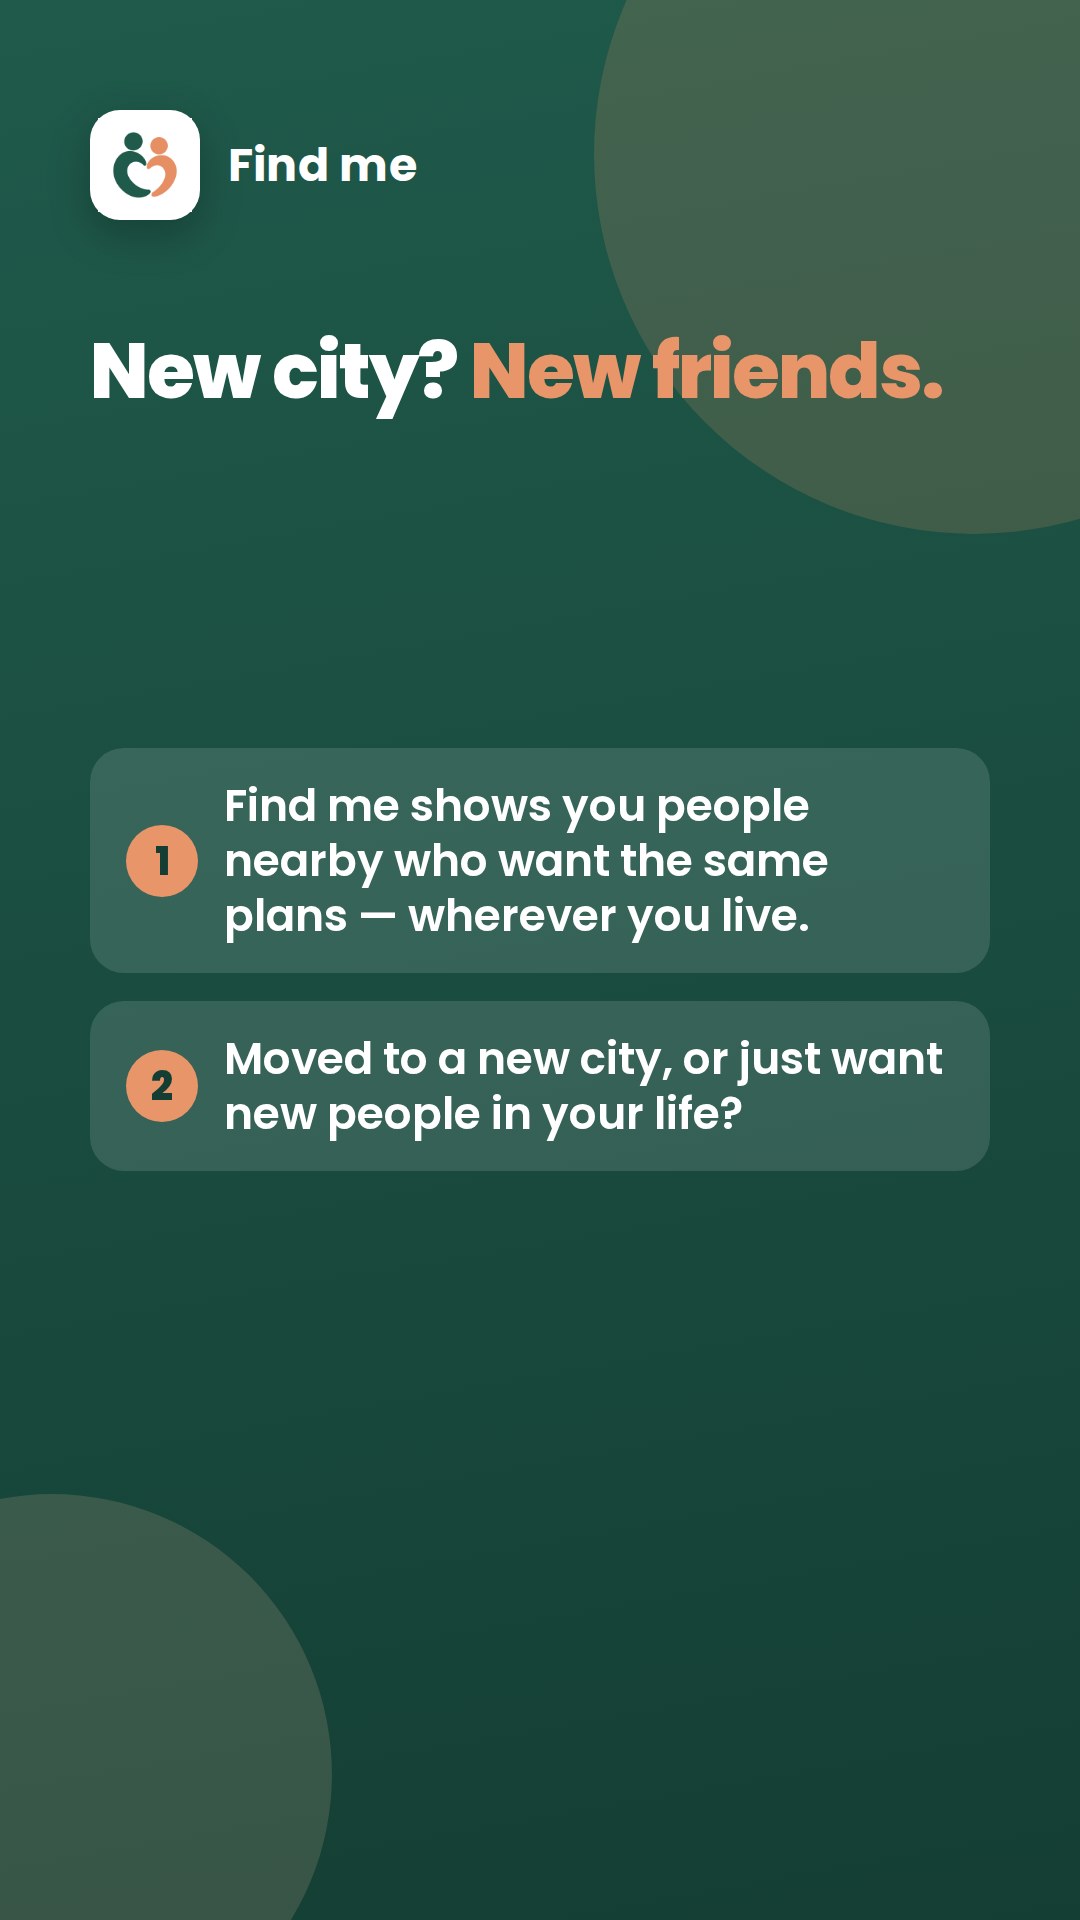 Find me
New city? New friends.
1
Find me shows you people
nearby who want the same
plans — wherever you live.
2
Moved to a new city, or just want
new people in your life?